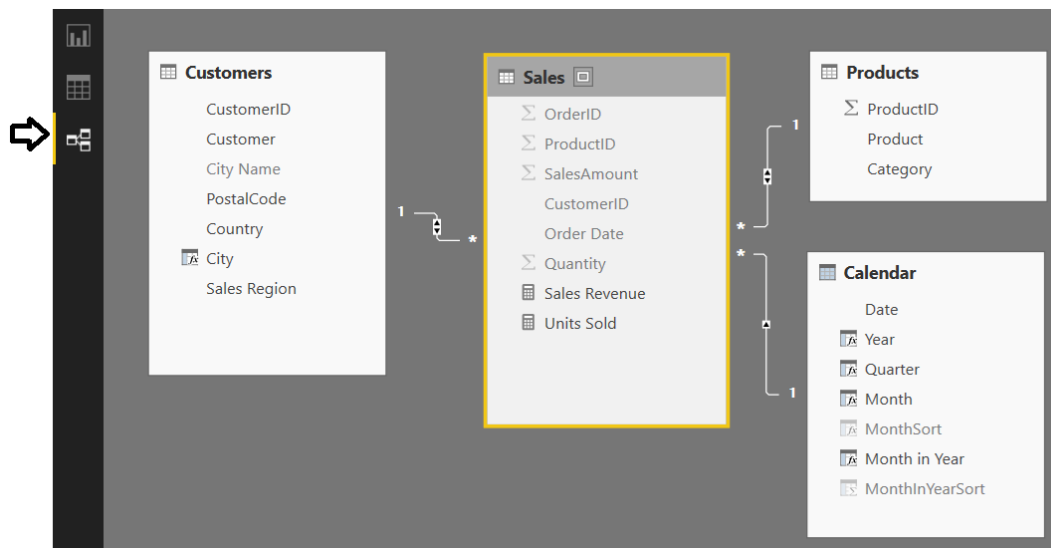 Customers
CustomerID
Customer
City Name
PostalCode
Country
City
Sales Region
1
*
Sales
OrderID
ProductID
SalesAmount
CustomerID
Order Date
Quantity
Sales Revenue
Units Sold
1
*
*
1
Products
ProductID
Product
Category
Calendar
Date
Year
Quarter
Month
MonthSort
Month in Year
MonthInYearSort